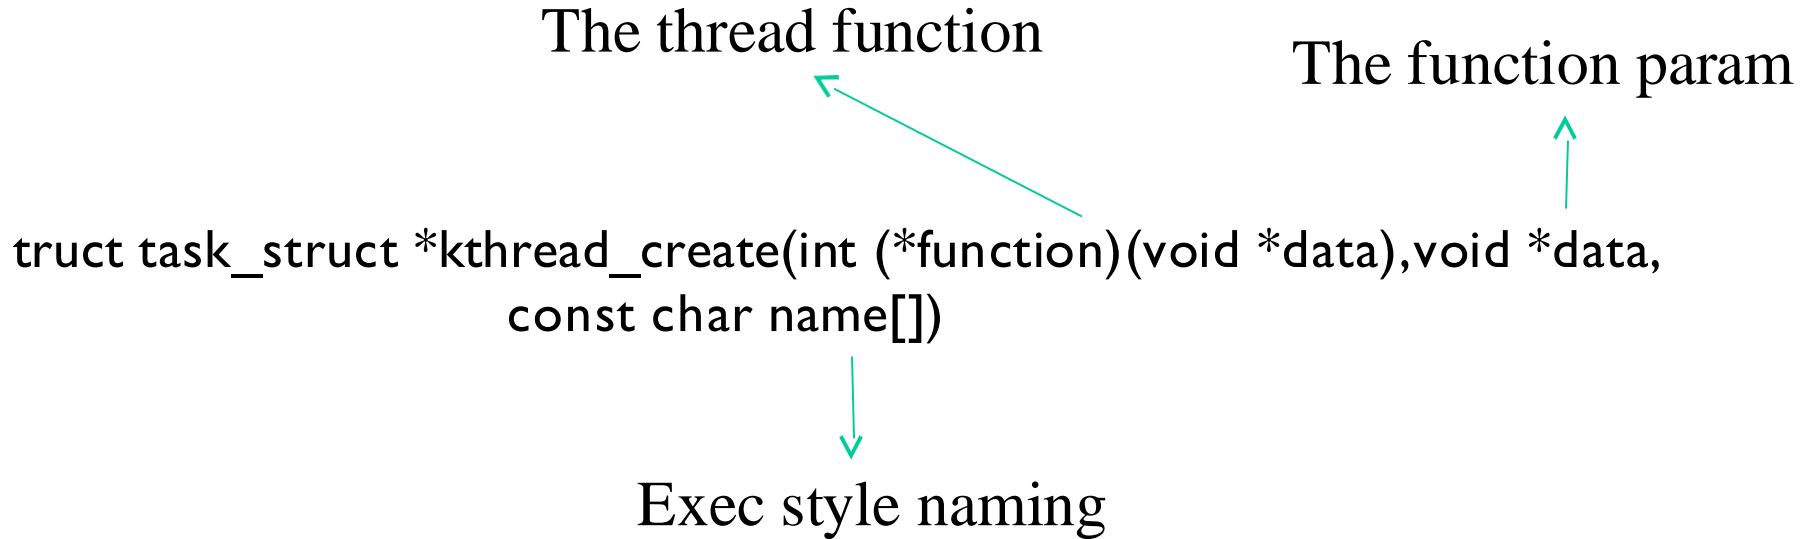 The thread function
The function param
truct task_struct *kthread_create(int (*function)(void *data),void *data,
const char name[])
Exec style naming